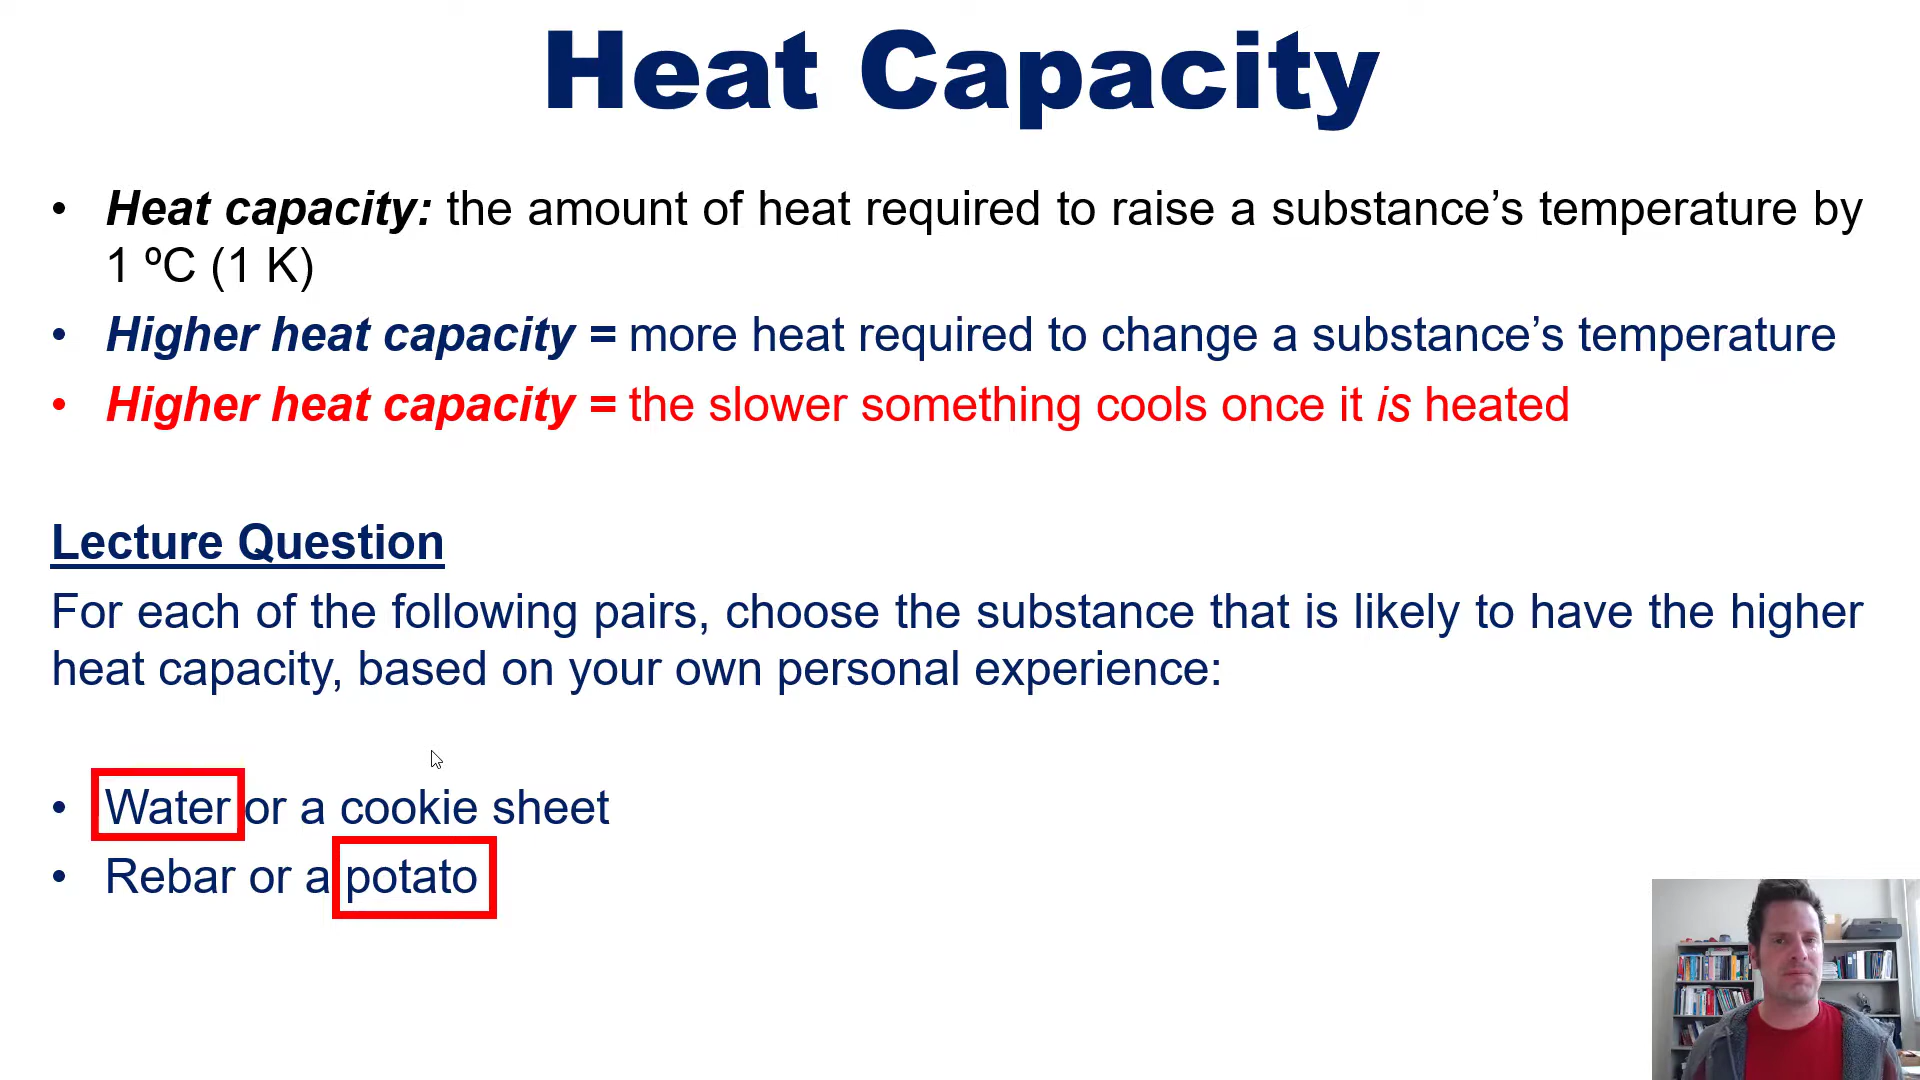 Heat Capacity
• Heat capacity: the amount of heat required to raise a substance’s temperature by
1 ºC (1 K)
• Higher heat capacity = more heat required to change a substance’s temperature
• Higher heat capacity = the slower something cools once it is heated
Lecture Question
For each of the following pairs, choose the substance that is likely to have the higher
heat capacity, based on your own personal experience:
• Water or a cookie sheet
• Rebar or a potato